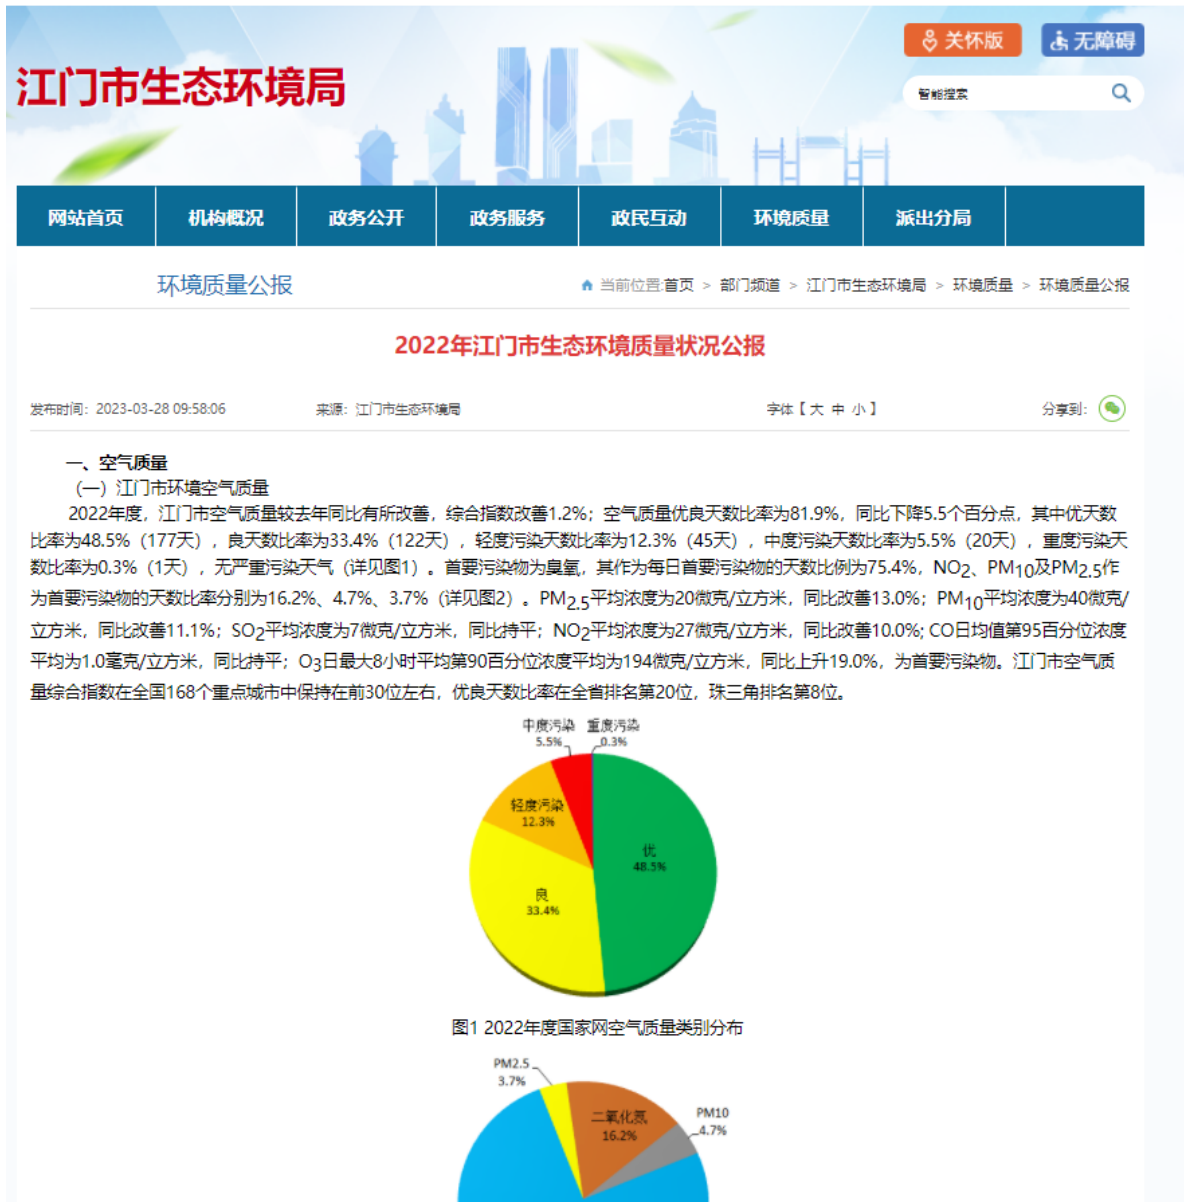 关怀版
无障碍
江门市生态环境局
智能搜索
网站首页 机构概况 政务公开 政务服务 政民互动 环境质量 派出分局
环境质量公报
当前位置:首页 > 部门频道 > 江门市生态环境局 > 环境质量 > 环境质量公报
2022年江门市生态环境质量状况公报
发布时间：2023-03-28 09:58:06 来源：江门市生态环境局 字体【 大 中 小 】 分享到：
一、空气质量
（一）江门市环境空气质量
2022年度，江门市空气质量较去年同比有所改善，综合指数改善1.2%；空气质量优良天数比率为81.9%，同比下降5.5个百分点，其中优天数
比率为48.5%（177天），良天数比率为33.4%（122天），轻度污染天数比率为12.3%（45天），中度污染天数比率为5.5%（20天），重度污染天
数比率为0.3%（1天），无严重污染天气（详见图1）。首要污染物为臭氧，其作为每日首要污染物的天数比例为75.4%，NO₂、PM₁₀及PM₂.₅作
为首要污染物的天数比率分别为16.2%、4.7%、3.7%（详见图2）。PM₂.₅平均浓度为20微克/立方米，同比改善13.0%；PM₁₀平均浓度为40微克/
立方米，同比改善11.1%；SO₂平均浓度为7微克/立方米，同比持平；NO₂平均浓度为27微克/立方米，同比改善10.0%; CO日均值第95百分位浓度
平均为1.0毫克/立方米，同比持平；O₃日最大8小时平均第90百分位浓度平均为194微克/立方米，同比上升19.0%，为首要污染物。江门市空气质
量综合指数在全国168个重点城市中保持在前30位左右，优良天数比率在全省排名第20位，珠三角排名第8位。
中度污染
5.5%
重度污染
0.3%
轻度污染
12.3%
优
48.5%
良
33.4%
图1 2022年度国家网空气质量类别分布
PM2.5
3.7%
二氧化氮
16.2%
PM10
4.7%